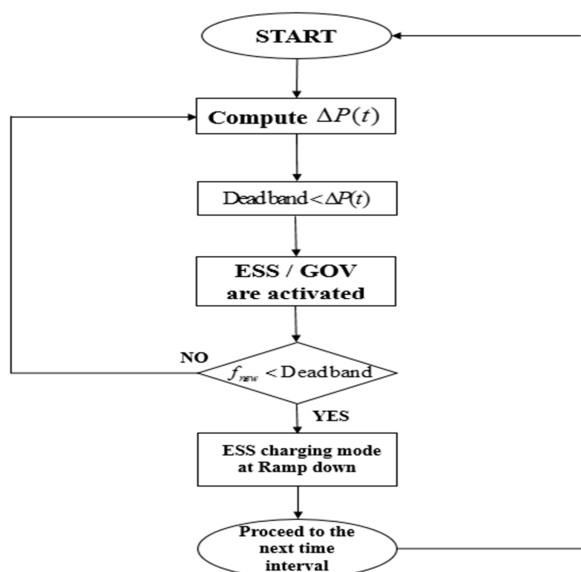 START
Compute ΔP(t)
Deadband<ΔP(t)
ESS / GOV
are activated
NO
f_new < Deadband
YES
ESS charging mode
at Ramp down
Proceed to the
next time
interval